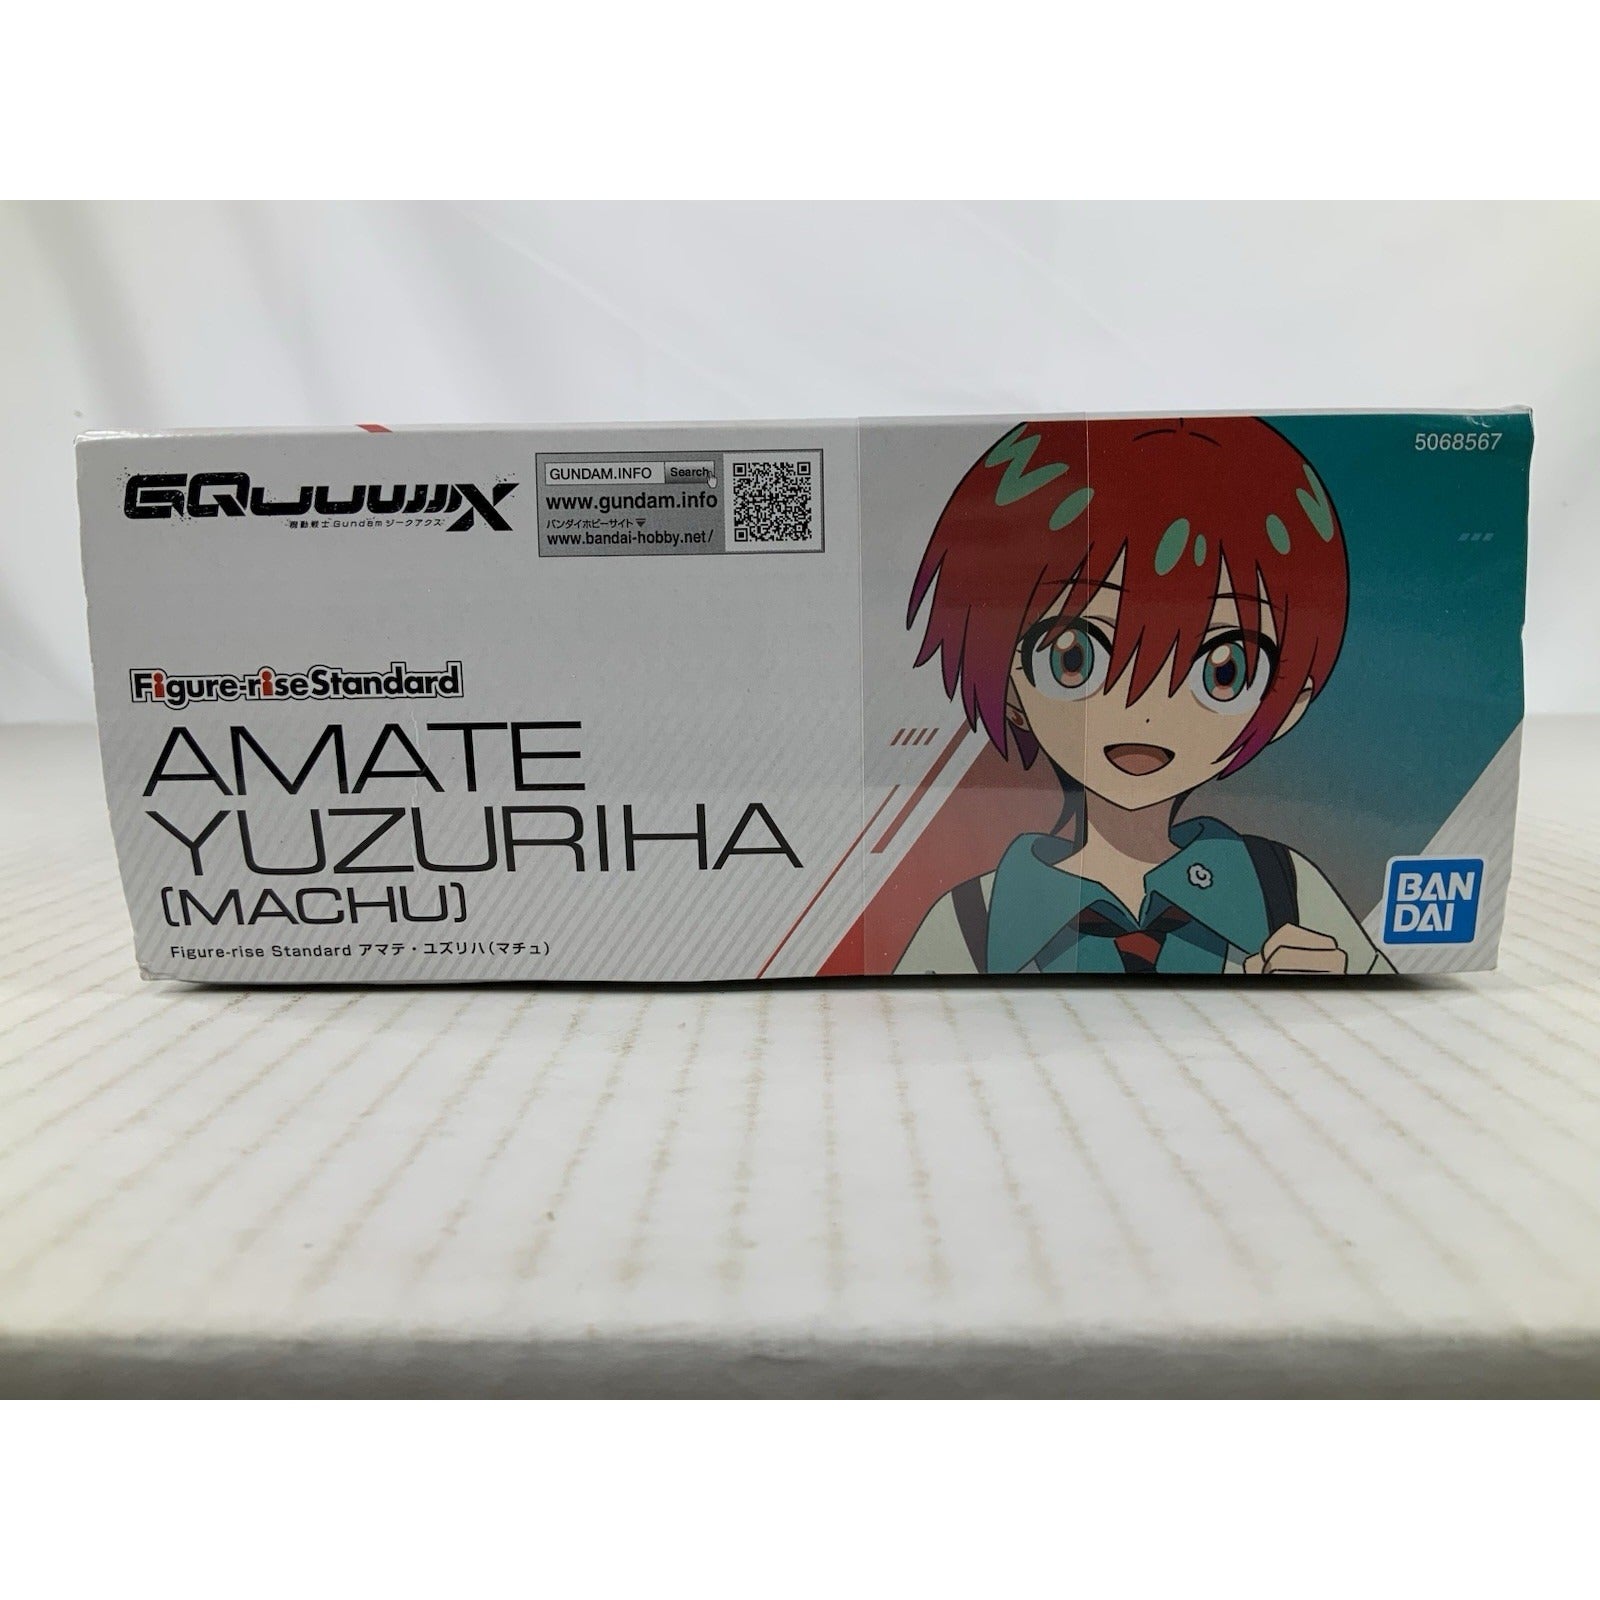 GQuuuuuuX
機動戦士Gundamジークアクス
GUNDAM.INFO Search
www.gundam.info
バンダイホビーサイト▼
www.bandai-hobby.net/
5068567
Figure-rise Standard
AMATE
YUZURIHA
(MACHU)
Figure-rise Standard アマテ・ユズリハ(マチュ)
BAN
DAI